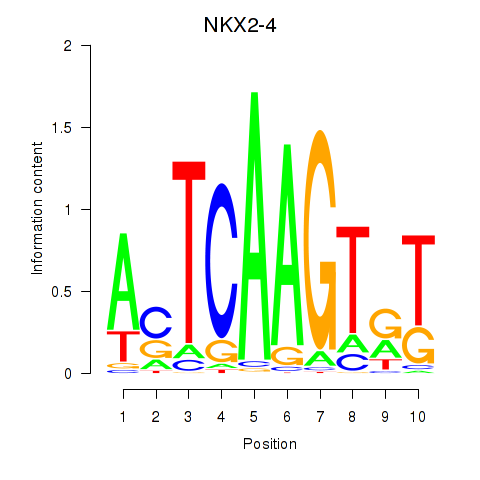 NKX2-4
2
1.5
1
0.5
0
Information content
A C T C A A G T G T
T G A G C G A A A G
G A C A G C C C T C
C T T T T G C A
1 2 3 4 5 6 7 8 9 10
Position